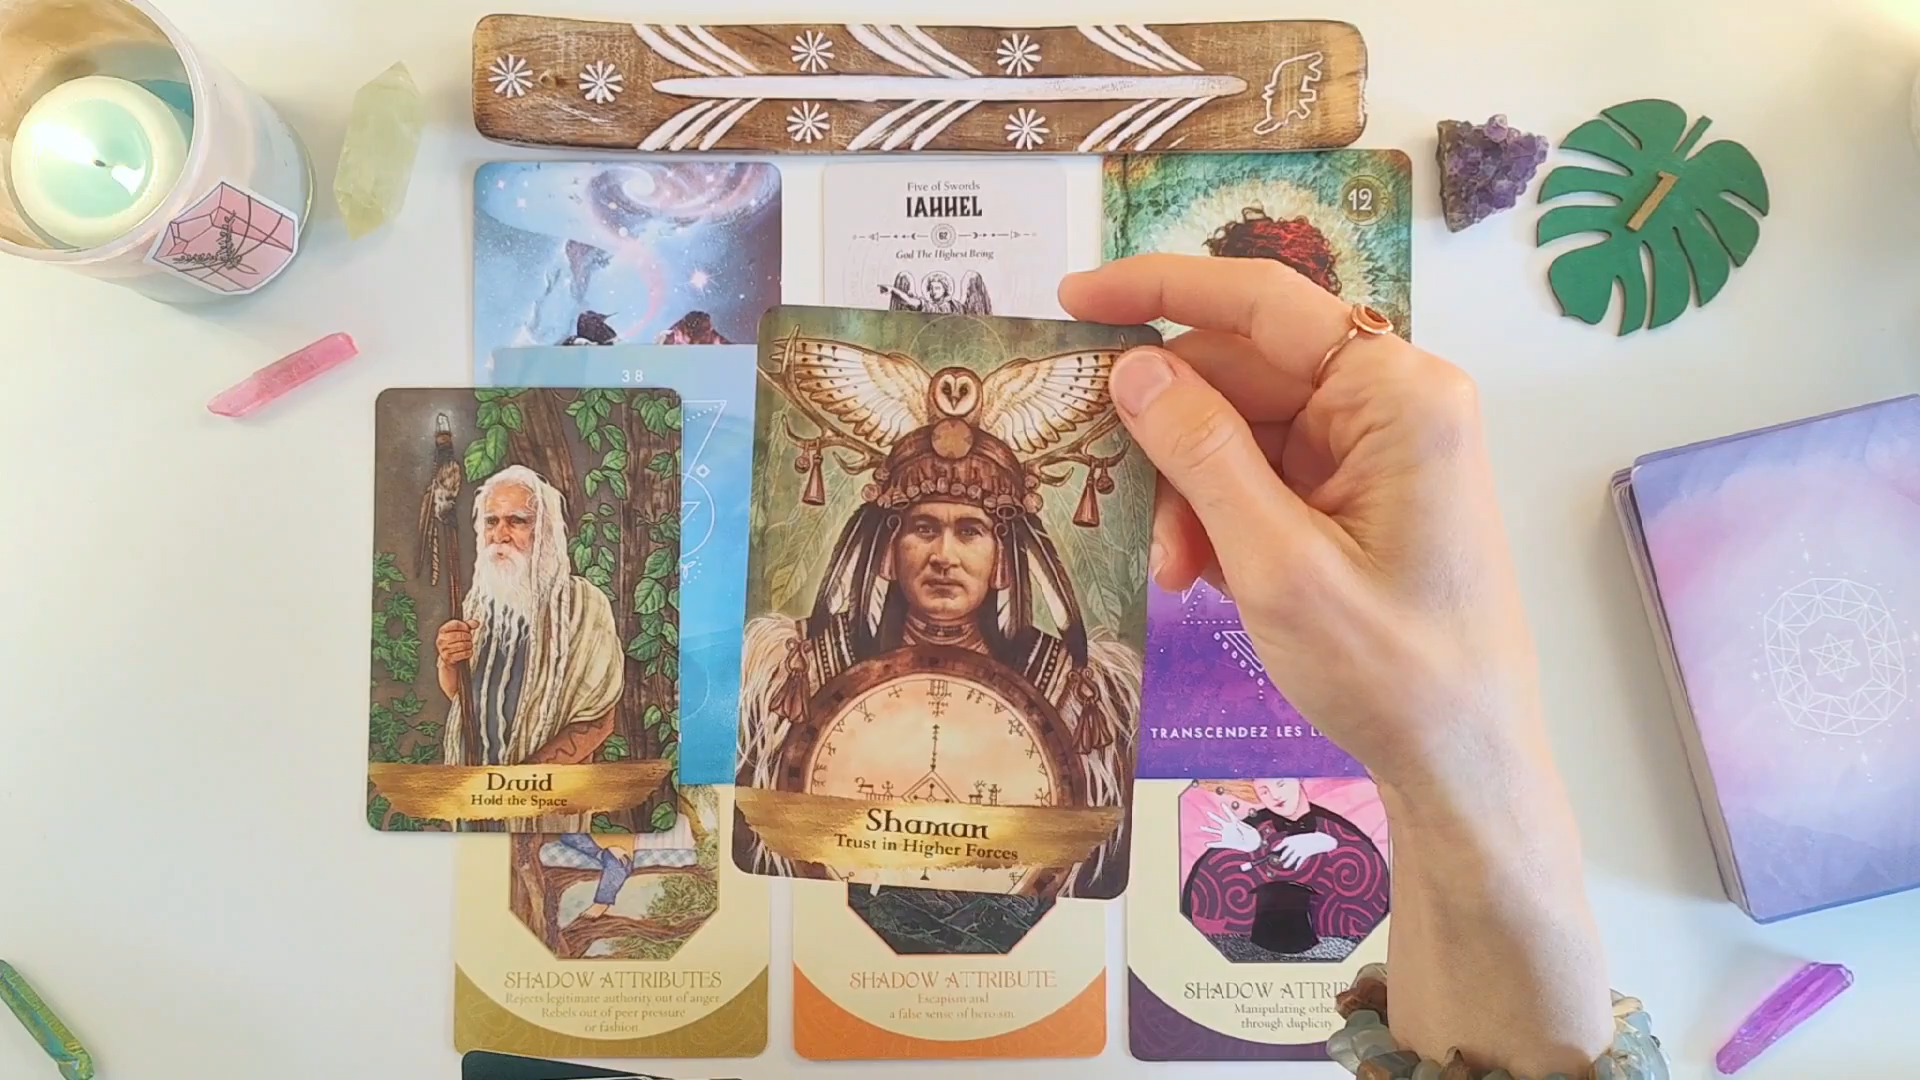 Five of Swords
IAHHEL
62
God The Highest Being
12
1
38
Druid
Hold the Space
Shaman
Trust in Higher Forces
TRANSCENDEZ LES
SHADOW ATTRIBUTES
Rejects legitimate authority out of anger.
Rebels out of peer pressure
or fashion
SHADOW ATTRIBUTE
Escapism and
a false sense of heroism.
SHADOW
Manipulating
through duplicity